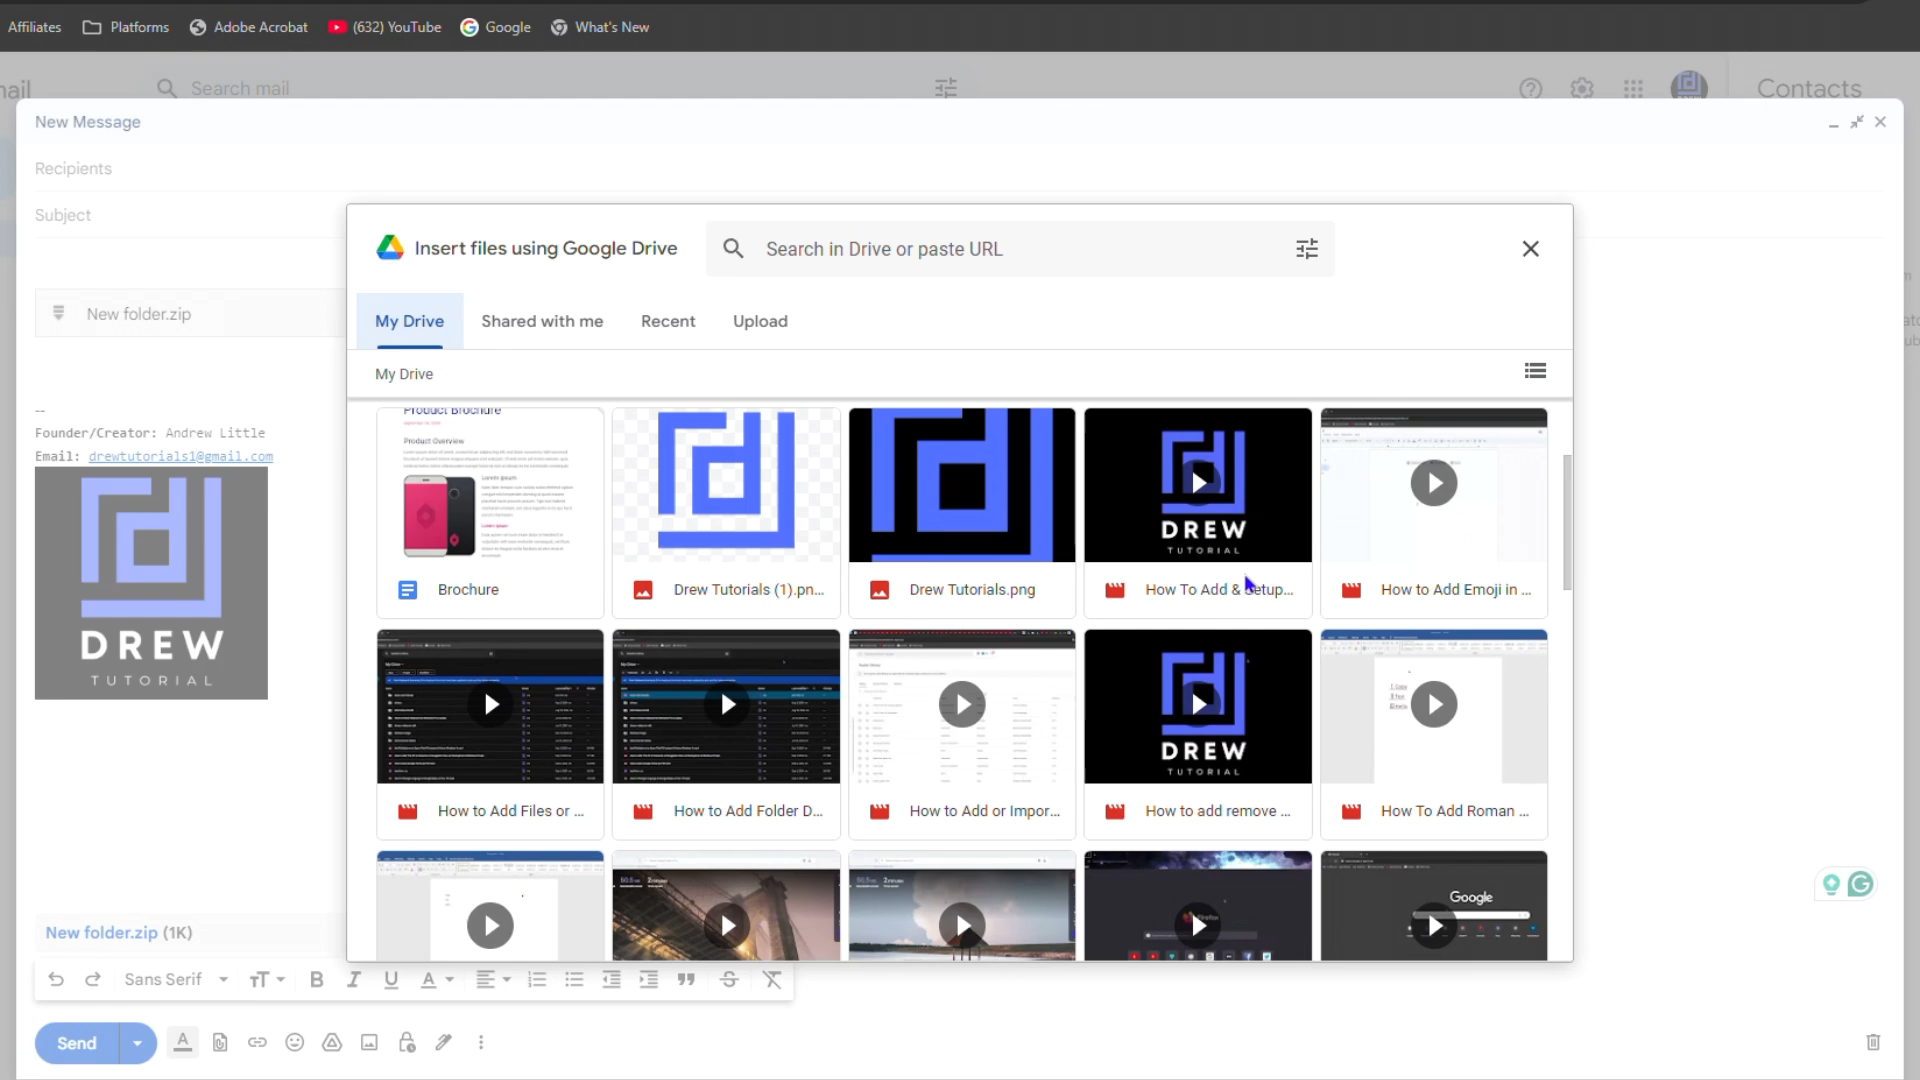 Affiliates Platforms Adobe Acrobat (632) YouTube Google What's New
ail Search mail Contacts
New Message
Recipients
Subject
Insert files using Google Drive Search in Drive or paste URL
New folder.zip
My Drive Shared with me Recent Upload
My Drive
--
Founder/Creator: Andrew Little
Email: drewtutorials1@gmail.com
DREW
TUTORIAL
Product Brochure
Product Overview
DREW
TUTORIAL
Brochure Drew Tutorials (1).pn... Drew Tutorials.png How To Add & Setup... How to Add Emoji in ...
DREW
TUTORIAL
How to Add Files or ... How to Add Folder D... How to Add or Impor... How to add remove ... How To Add Roman ...
Google
New folder.zip (1K)
Sans Serif
Send